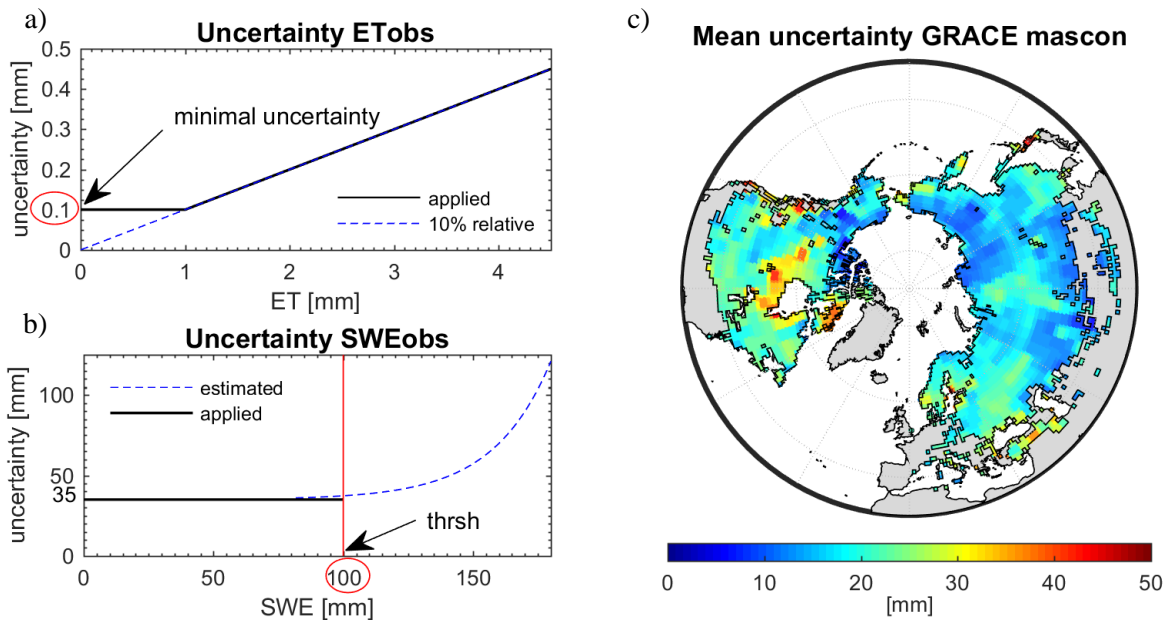 a)
Uncertainty ETobs
uncertainty [mm]
0.5
0.4
0.3
0.2
0.1
0
minimal uncertainty
applied
10% relative
0 1 2 3 4
ET [mm]
b)
Uncertainty SWEobs
uncertainty [mm]
100
50
35
0
estimated
applied
thrsh
0 50 100 150
SWE [mm]
c)
Mean uncertainty GRACE mascon
0 10 20 30 40 50
[mm]